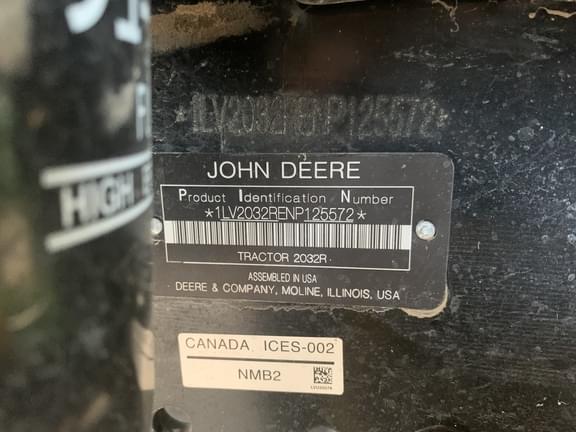 *1LV2032RENP125572*
JOHN DEERE
Product Identification Number
*1LV2032RENP125572*
TRACTOR 2032R
ASSEMBLED IN USA
DEERE & COMPANY, MOLINE, ILLINOIS, USA
HIGH
CANADA ICES-002
NMB2